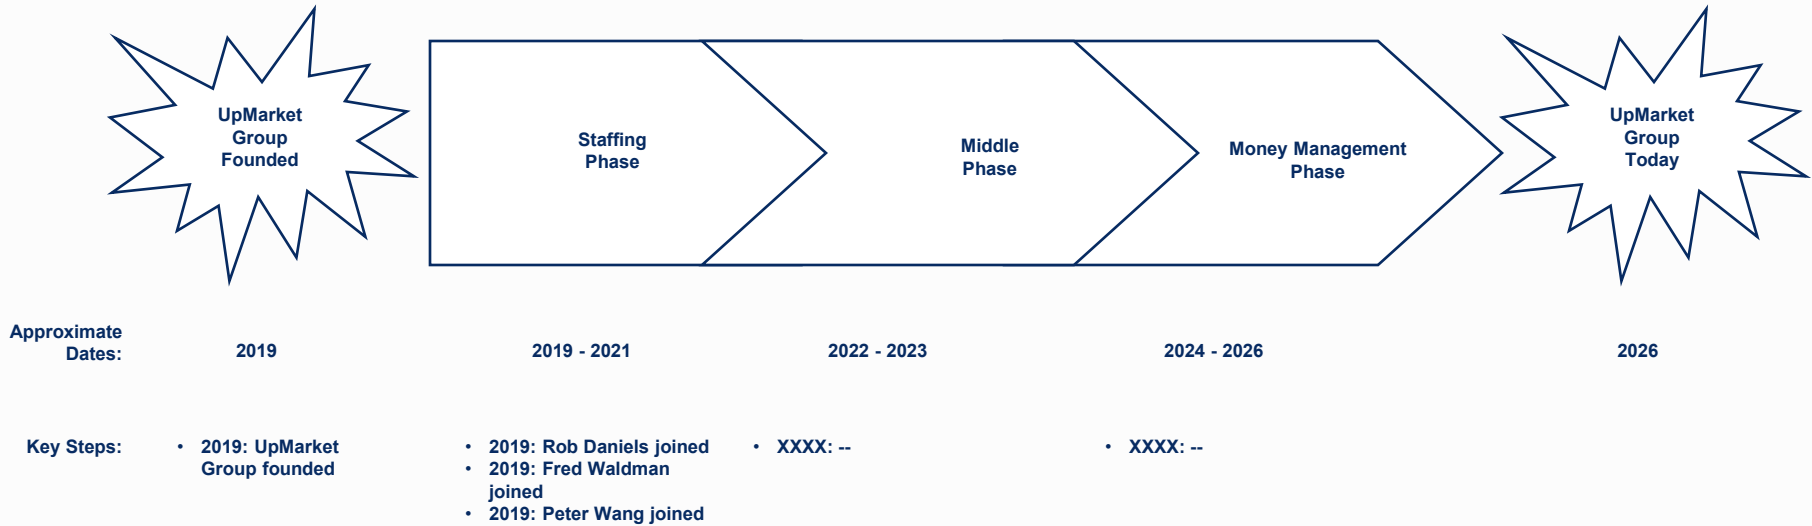 UpMarket
Group
Founded
Staffing
Phase
Middle
Phase
Money Management
Phase
UpMarket
Group
Today
Approximate
Dates:
2019
2019 - 2021
2022 - 2023
2024 - 2026
2026
Key Steps:
• 2019: UpMarket
Group founded
• 2019: Rob Daniels joined
• 2019: Fred Waldman
joined
• 2019: Peter Wang joined
• XXXX: --
• XXXX: --